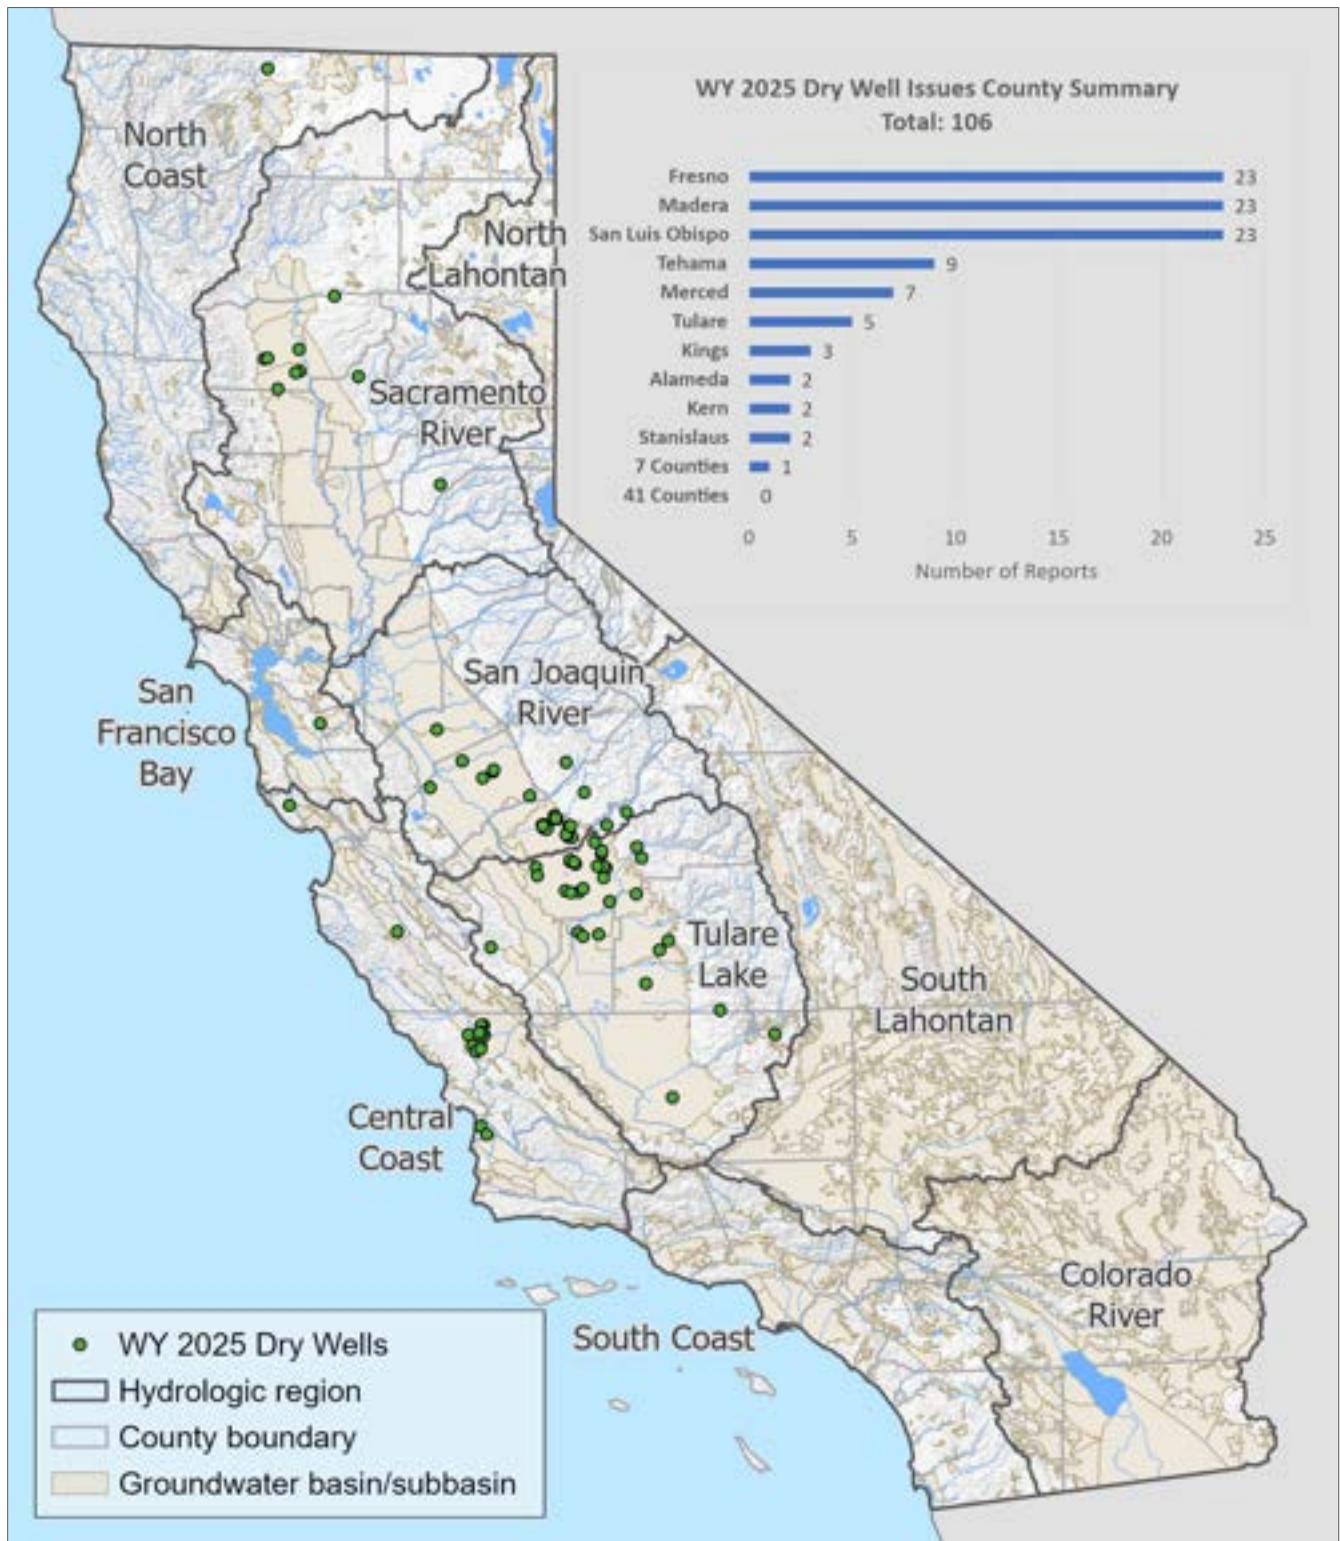 WY 2025 Dry Well Issues County Summary
Total: 106
Fresno 23
Madera 23
San Luis Obispo 23
Tehama 9
Merced 7
Tulare 5
Kings 3
Alameda 2
Kern 2
Stanislaus 2
7 Counties 1
41 Counties 0
0 5 10 15 20 25
Number of Reports
North
Coast
North
Lahontan
Sacramento
River
San Joaquin
River
San
Francisco
Bay
Tulare
Lake
South
Lahontan
Central
Coast
Colorado
River
South Coast
WY 2025 Dry Wells
Hydrologic region
County boundary
Groundwater basin/subbasin